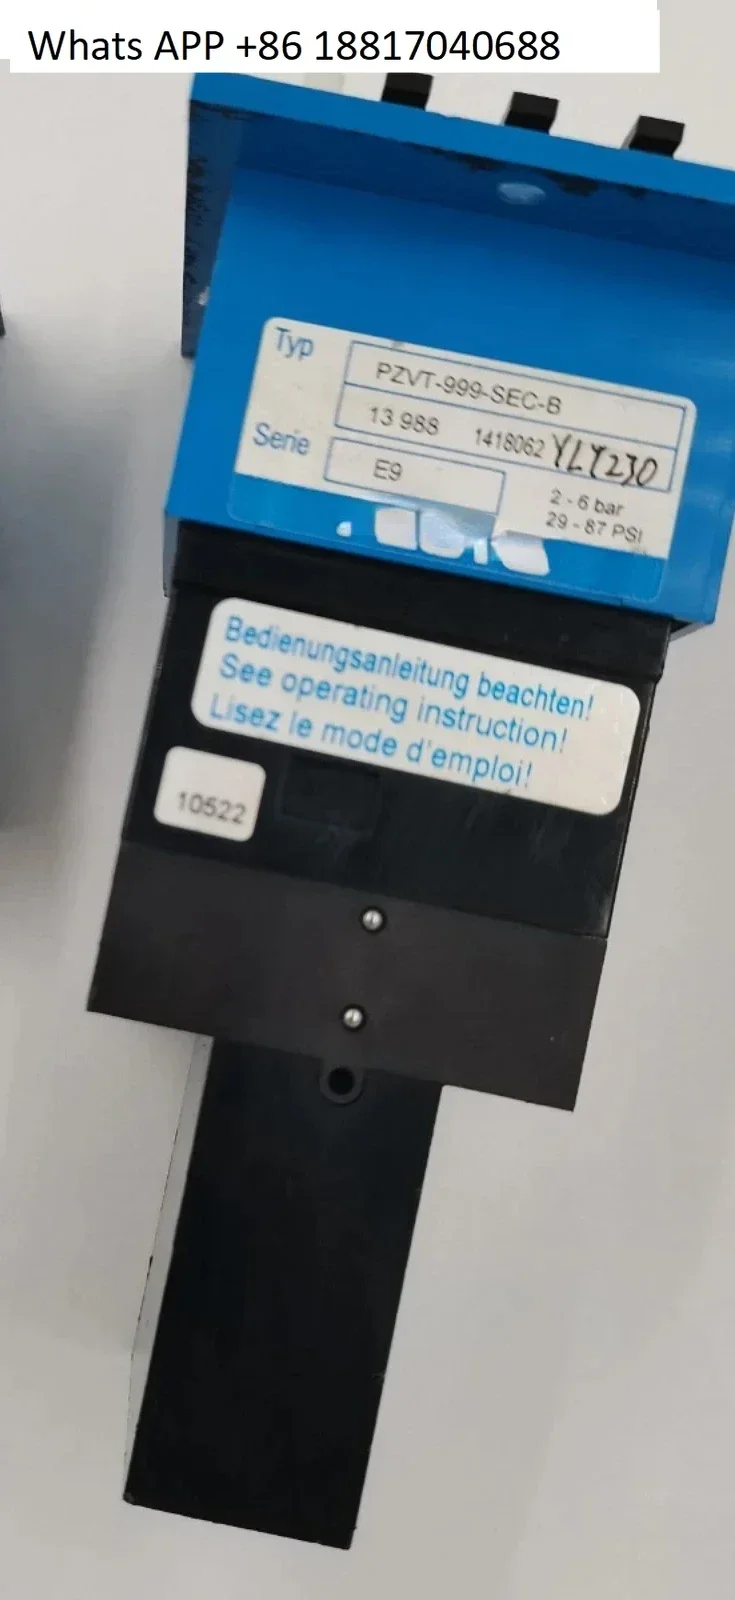 Whats APP +86 18817040688
Typ
PZVT-999-SEC-B
13 988 1418062 YLY230
Serie
E9
2 - 6 bar
29 - 87 PSI
Bedienungsanleitung beachten!
See operating instruction!
Lisez le mode d'emploi!
10522